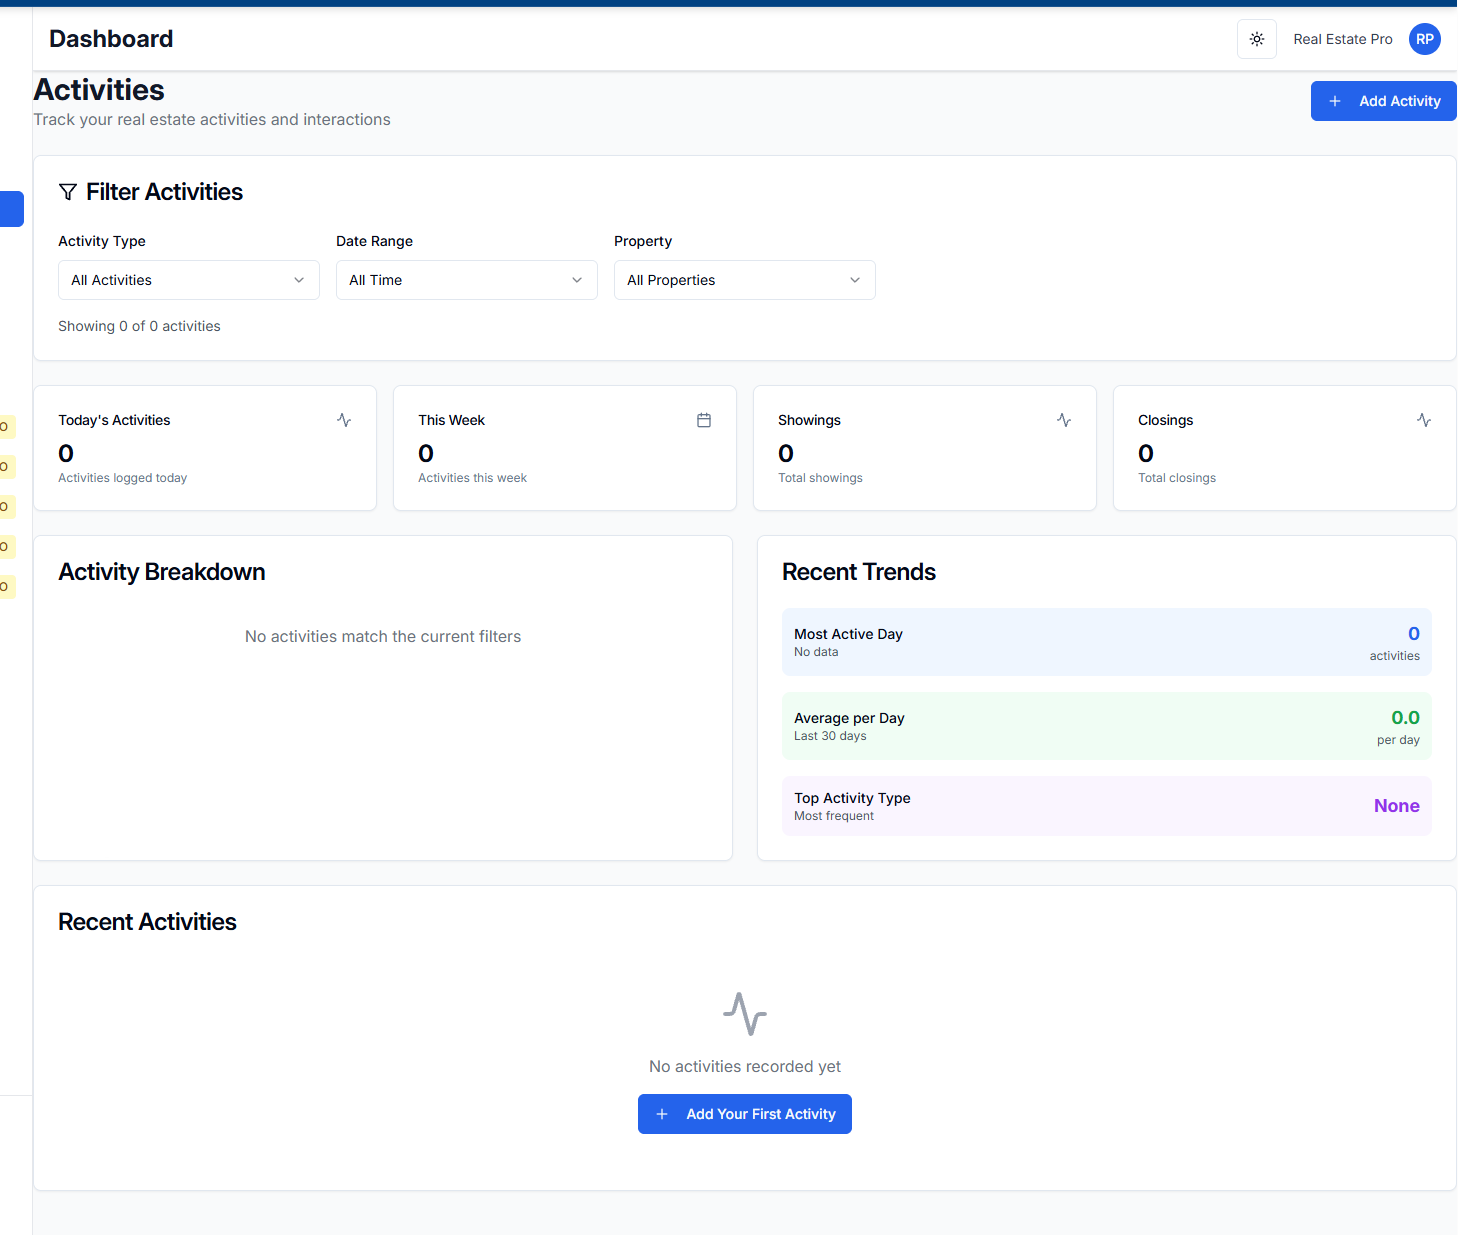 Dashboard
Real Estate Pro
RP
Activities
Track your real estate activities and interactions
Add Activity
Filter Activities
Activity Type
Date Range
Property
All Activities
All Time
All Properties
Showing 0 of 0 activities
Today's Activities
0
Activities logged today
This Week
0
Activities this week
Showings
0
Total showings
Closings
0
Total closings
Activity Breakdown
No activities match the current filters
Recent Trends
Most Active Day
No data
0
activities
Average per Day
Last 30 days
0.0
per day
Top Activity Type
Most frequent
None
Recent Activities
No activities recorded yet
Add Your First Activity